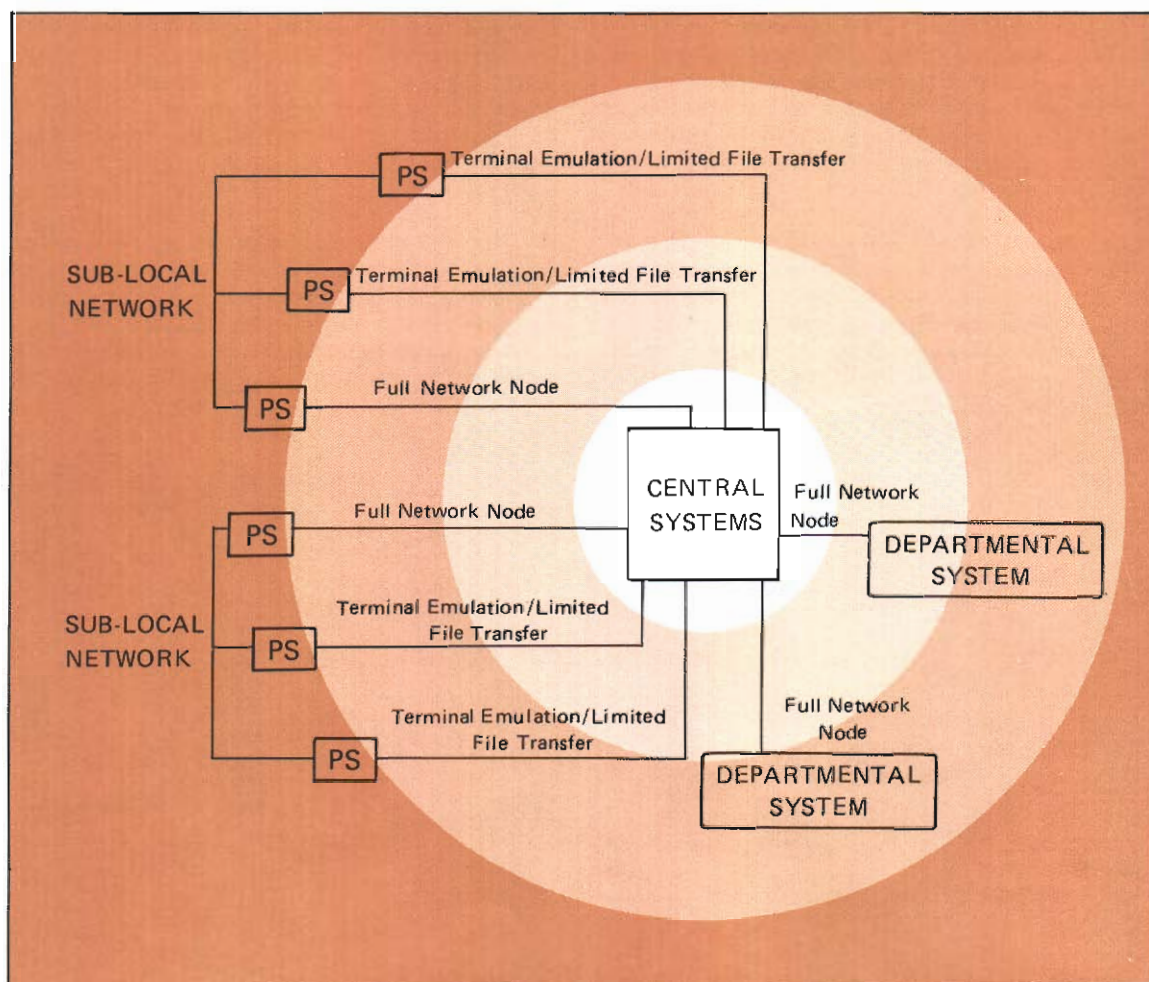 Terminal Emulation/Limited File Transfer
PS
SUB-LOCAL
NETWORK
Terminal Emulation/Limited File Transfer
PS
Full Network Node
PS
CENTRAL
SYSTEMS
Full Network
Node
DEPARTMENTAL
SYSTEM
Full Network Node
PS
SUB-LOCAL
NETWORK
Terminal Emulation/Limited
File Transfer
PS
Terminal Emulation/Limited
File Transfer
PS
Full Network
Node
DEPARTMENTAL
SYSTEM